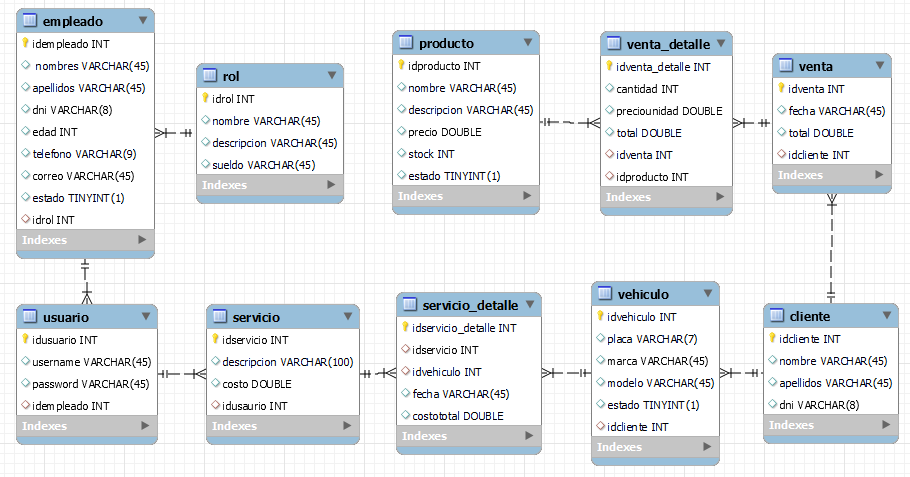 empleado
idempleado INT
nombres VARCHAR(45)
apellidos VARCHAR(45)
dni VARCHAR(8)
edad INT
telefono VARCHAR(9)
correo VARCHAR(45)
estado TINYINT(1)
idrol INT
Indexes
rol
idrol INT
nombre VARCHAR(45)
descripcion VARCHAR(45)
sueldo VARCHAR(45)
Indexes
producto
idproducto INT
nombre VARCHAR(45)
descripcion VARCHAR(45)
precio DOUBLE
stock INT
estado TINYINT(1)
Indexes
venta_detalle
idventa_detalle INT
cantidad INT
preciounidad DOUBLE
total DOUBLE
idventa INT
idproducto INT
Indexes
venta
idventa INT
fecha VARCHAR(45)
total DOUBLE
idcliente INT
Indexes
usuario
idusuario INT
username VARCHAR(45)
password VARCHAR(45)
idempleado INT
Indexes
servicio
idservicio INT
descripcion VARCHAR(100)
costo DOUBLE
idusaurio INT
Indexes
servicio_detalle
idservicio_detalle INT
idservicio INT
idvehiculo INT
fecha VARCHAR(45)
costototal DOUBLE
Indexes
vehiculo
idvehiculo INT
placa VARCHAR(7)
marca VARCHAR(45)
modelo VARCHAR(45)
estado TINYINT(1)
idcliente INT
Indexes
cliente
idcliente INT
nombre VARCHAR(45)
apellidos VARCHAR(45)
dni VARCHAR(8)
Indexes